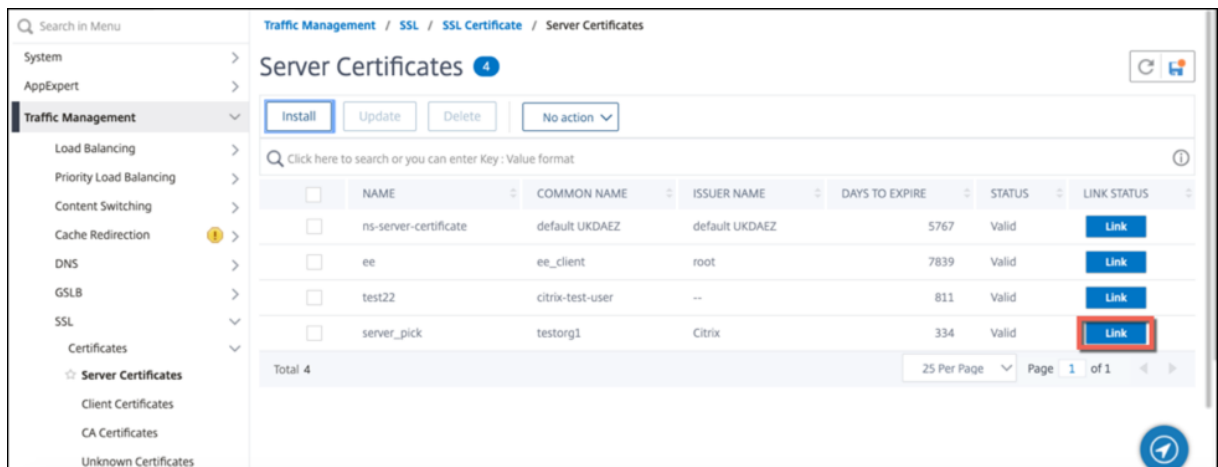 Search in Menu
System
AppExpert
Traffic Management
Load Balancing
Priority Load Balancing
Content Switching
Cache Redirection
DNS
GSLB
SSL
Certificates
Server Certificates
Client Certificates
CA Certificates
Unknown Certificates
Traffic Management / SSL / SSL Certificate / Server Certificates
Server Certificates 4
Install Update Delete No action
Click here to search or you can enter Key : Value format
NAME COMMON NAME ISSUER NAME DAYS TO EXPIRE STATUS LINK STATUS
ns-server-certificate default UKDAEZ default UKDAEZ 5767 Valid Link
ee ee_client root 7839 Valid Link
test22 citrix-test-user -- 811 Valid Link
server_pick testorg1 Citrix 334 Valid Link
Total 4 25 Per Page Page 1 of 1